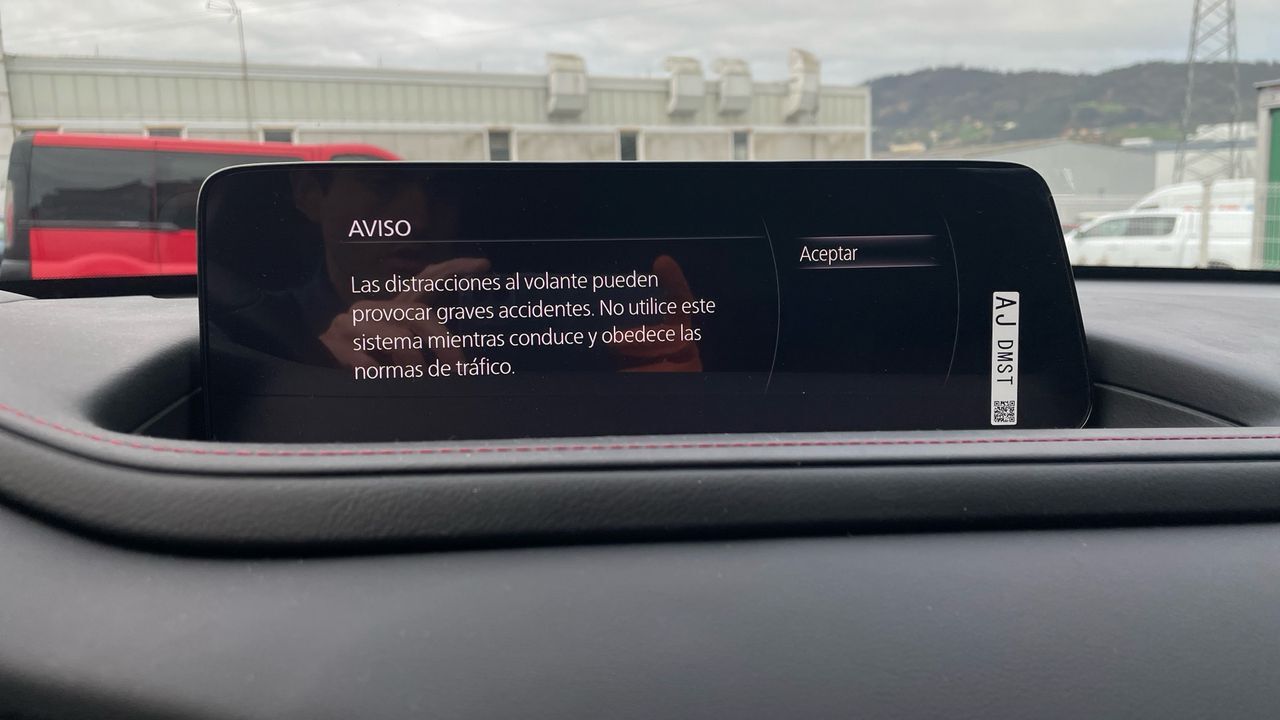 AVISO
Las distracciones al volante pueden
provocar graves accidentes. No utilice este
sistema mientras conduce y obedece las
normas de tráfico.
Aceptar
AJ DMST